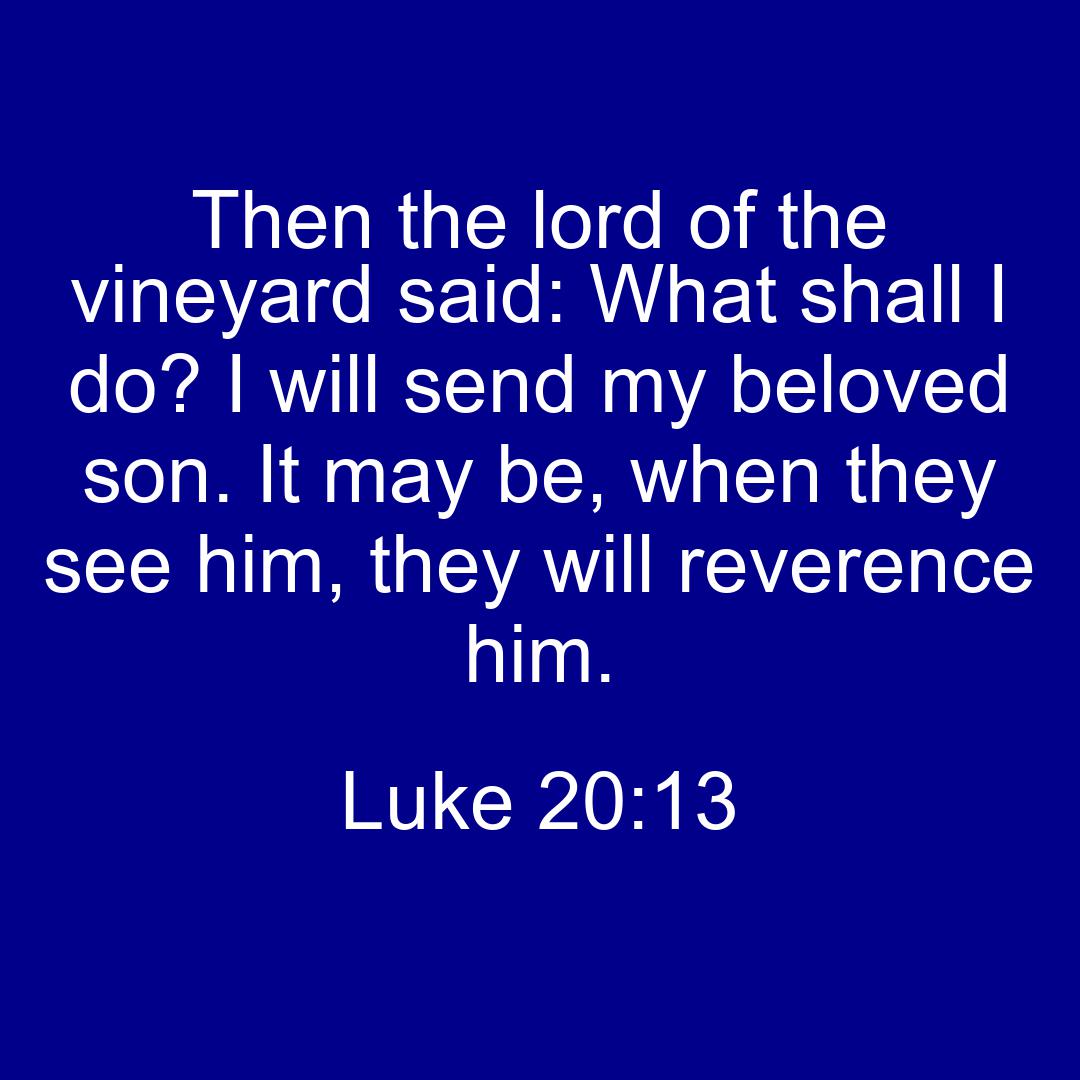 Then the lord of the
vineyard said: What shall I
do? I will send my beloved
son. It may be, when they
see him, they will reverence
him.
Luke 20:13